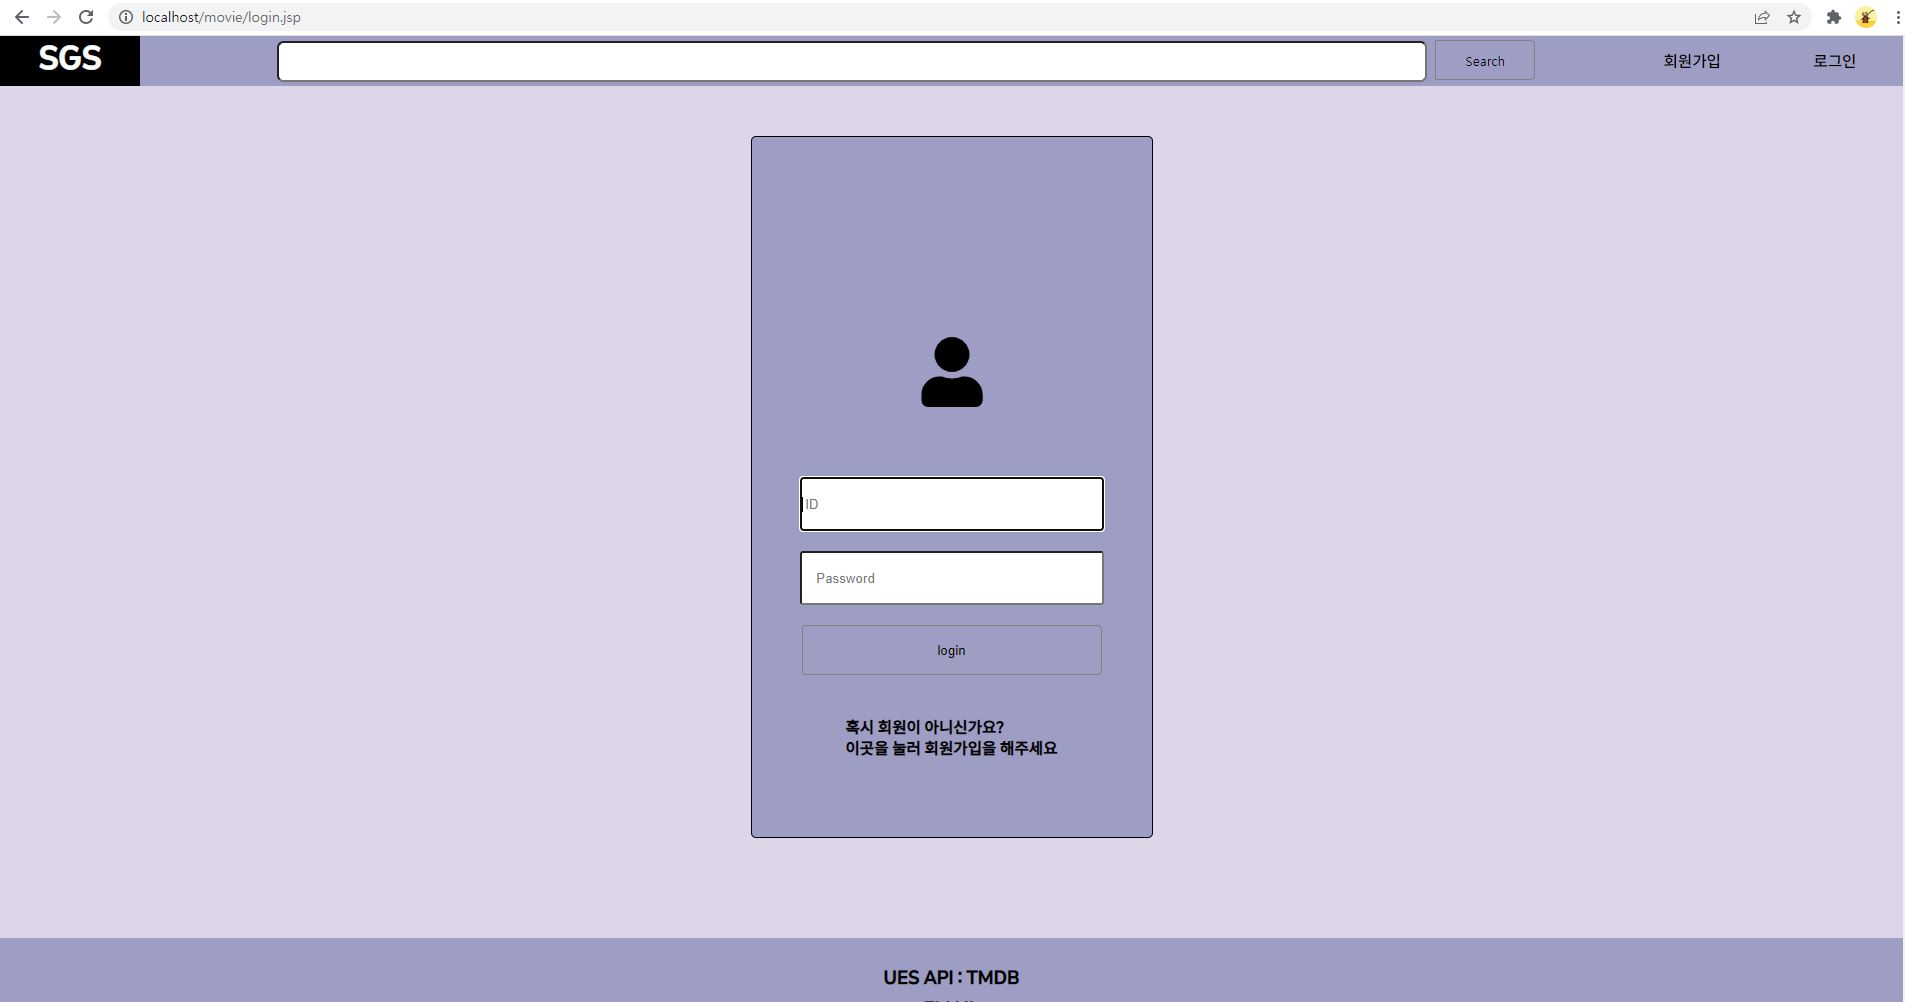 localhost/movie/login.jsp
SGS
Search
회원가입
로그인
ID
Password
login
혹시 회원이 아니신가요?
이곳을 눌러 회원가입을 해주세요
UES API : TMDB